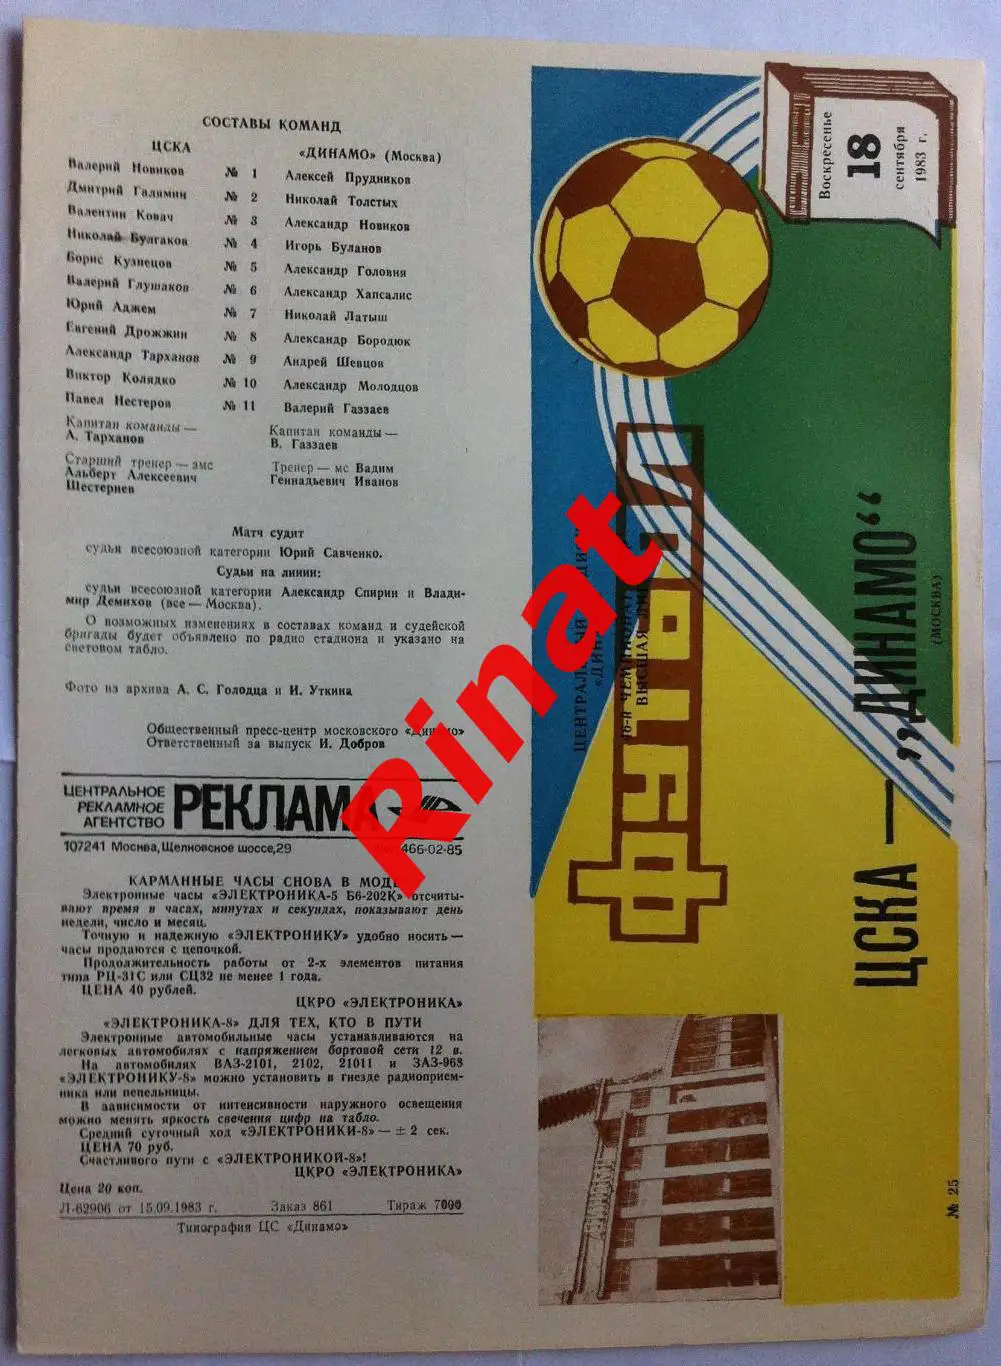 СОСТАВЫ КОМАНД
ЦСКА «ДИНАМО» (Москва)
Валерий Новиков № 1 Алексей Прудников
Дмитрий Галямин № 2 Николай Толстых
Валентин Ковач № 3 Александр Новиков
Николай Булгаков № 4 Игорь Буланов
Борис Кузнецов № 5 Александр Головня
Валерий Глушаков № 6 Александр Хапсалис
Юрий Аджем № 7 Николай Латыш
Евгений Дрожжин № 8 Александр Бородюк
Александр Тарханов № 9 Андрей Шевцов
Виктор Колядко № 10 Александр Молодцов
Павел Нестеров № 11 Валерий Газзаев
Капитан команды — Капитан команды —
А. Тарханов В. Газзаев
Старший тренер — змс Тренер — мс Вадим
Альберт Алексеевич Геннадьевич Иванов
Шестернев
Матч судит
судья всесоюзной категории Юрий Савченко.
Судьи на линии:
судьи всесоюзной категории Александр Спирин и Влади-
мир Демихов (все — Москва).
О возможных изменениях в составах команд и судейской
бригады будет объявлено по радио стадиона и указано на
световом табло.
Фото из архива А. С. Голодца и И. Уткина
Общественный пресс-центр московского «Динамо»
Ответственный за выпуск И. Добров
ЦЕНТРАЛЬНОЕ
РЕКЛАМНОЕ
АГЕНТСТВО
РЕКЛАМА
107241 Москва, Щелковское шоссе, 29 466-02-85
КАРМАННЫЕ ЧАСЫ СНОВА В МОДЕ
Электронные часы «ЭЛЕКТРОНИКА-5 Б6-202К» отсчиты-
вают время в часах, минутах и секундах, показывают день
недели, число и месяц.
Точную и надежную «ЭЛЕКТРОНИКУ» удобно носить —
часы продаются с цепочкой.
Продолжительность работы от 2-х элементов питания
типа РЦ-31С или СЦ32 не менее 1 года.
ЦЕНА 40 рублей.
ЦКРО «ЭЛЕКТРОНИКА»
«ЭЛЕКТРОНИКА-8» ДЛЯ ТЕХ, КТО В ПУТИ
Электронные автомобильные часы устанавливаются на
легковых автомобилях с напряжением бортовой сети 12 в.
На автомобилях ВАЗ-2101, 2102, 21011 и ЗАЗ-968
«ЭЛЕКТРОНИКУ-8» можно установить в гнезде радиоприем-
ника или пепельницы.
В зависимости от интенсивности наружного освещения
можно менять яркость свечения цифр на табло.
Средний суточный ход «ЭЛЕКТРОНИКИ-8» — ± 2 сек.
ЦЕНА 70 руб.
Счастливого пути с «ЭЛЕКТРОНИКОЙ-8»!
ЦКРО «ЭЛЕКТРОНИКА»
Цена 20 коп.
Л-62906 от 15.09.1983 г. Заказ 861 Тираж 7000
Типография ЦС «Динамо»
Воскресенье
18
сентября
1983 г.
ФУТБОЛ
ЦЕНТРАЛЬНЫЙ
ВЫСШАЯ
ЦСКА — „ДИНАМО“
(МОСКВА)
№ 25
Rinat